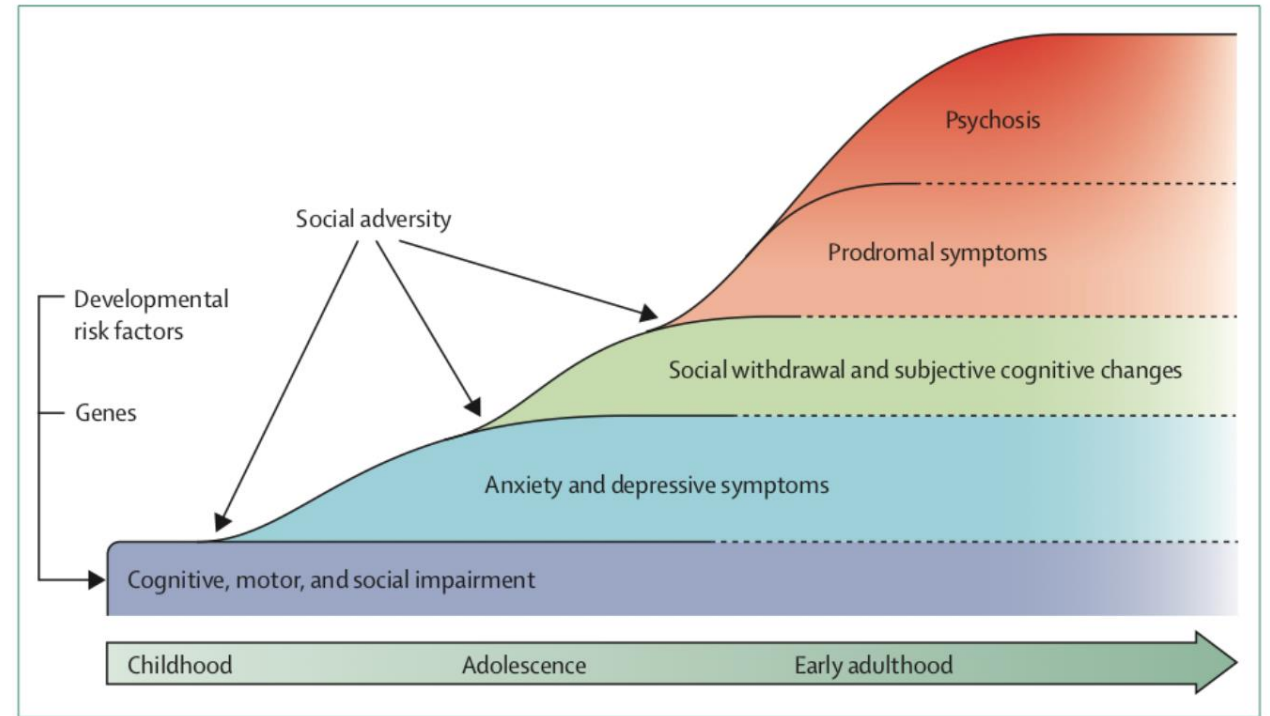 Psychosis
Social adversity
Prodromal symptoms
Developmental
risk factors
Social withdrawal and subjective cognitive changes
Genes
Anxiety and depressive symptoms
Cognitive, motor, and social impairment
Childhood
Adolescence
Early adulthood